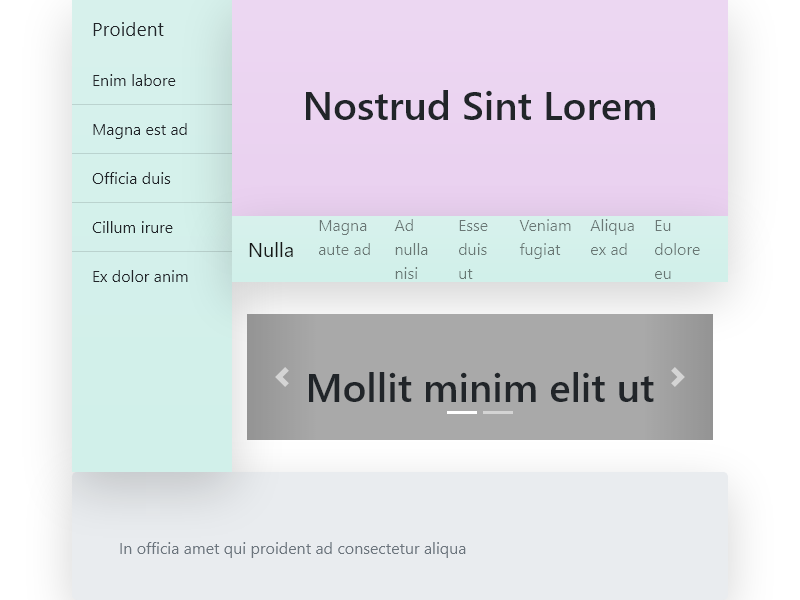 Proident
Enim labore
Magna est ad
Officia duis
Cillum irure
Ex dolor anim
Nostrud Sint Lorem
Nulla
Magna
aute ad
Ad
nulla
nisi
Esse
duis
ut
Veniam
fugiat
Aliqua
ex ad
Eu
dolore
eu
Mollit minim elit ut
In officia amet qui proident ad consectetur aliqua